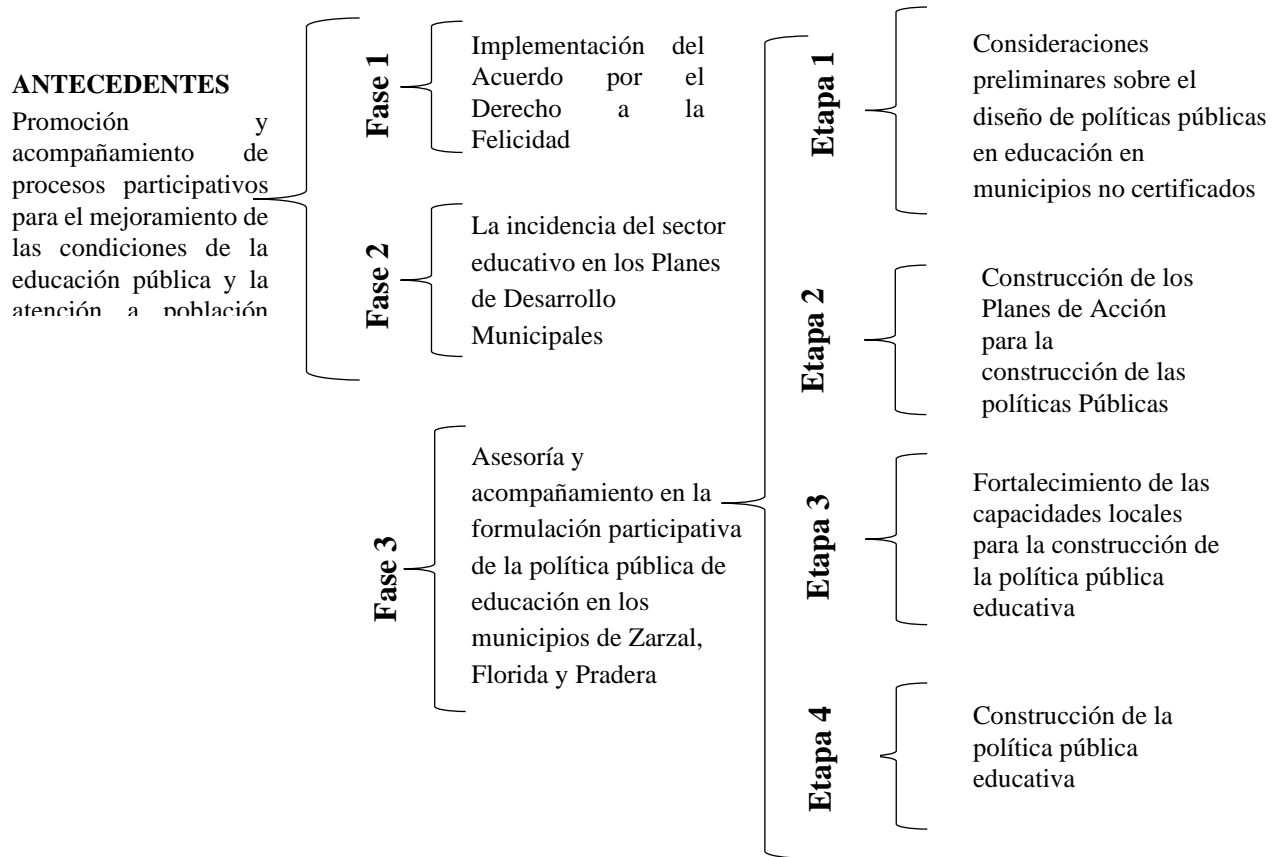 ANTECEDENTES
Promoción y
acompañamiento de
procesos participativos
para el mejoramiento de
las condiciones de la
educación pública y la
atención a población
Fase 1
Implementación del
Acuerdo por el
Derecho a la
Felicidad
Fase 2
La incidencia del sector
educativo en los Planes
de Desarrollo
Municipales
Fase 3
Asesoría y
acompañamiento en la
formulación participativa
de la política pública de
educación en los
municipios de Zarzal,
Florida y Pradera
Etapa 1
Consideraciones
preliminares sobre el
diseño de políticas públicas
en educación en
municipios no certificados
Etapa 2
Construcción de los
Planes de Acción
para la
construcción de las
políticas Públicas
Etapa 3
Fortalecimiento de las
capacidades locales
para la construcción de
la política pública
educativa
Etapa 4
Construcción de la
política pública
educativa